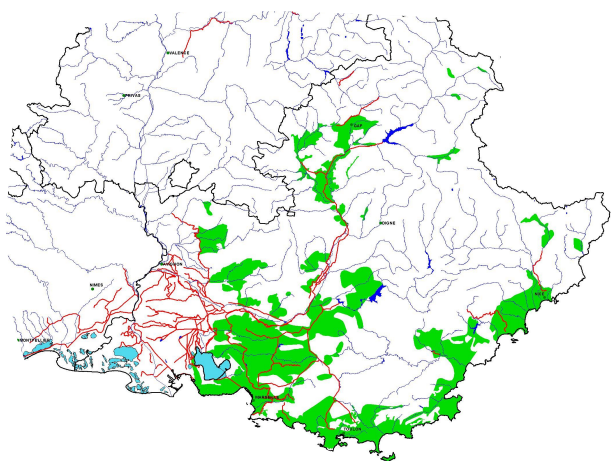 VALENCE
PRIVAS
GAP
DIGNE
AVIGNON
NIMES
NICE
MONTPELLIER
MARSEILLE
TOULON